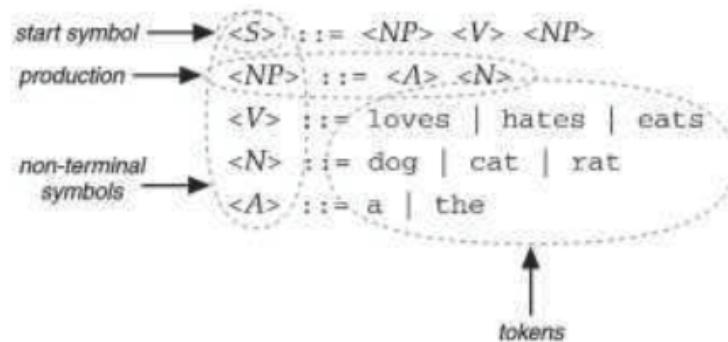 start symbol <S> ::= <NP> <V> <NP>
production <NP> ::= <A> <N>
<V> ::= loves | hates | eats
non-terminal symbols <N> ::= dog | cat | rat
<A> ::= a | the
tokens